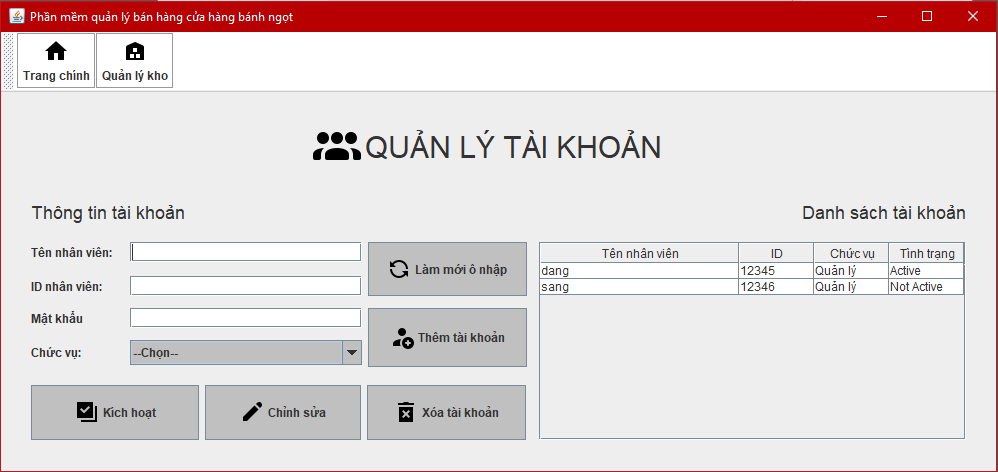 Phần mềm quản lý bán hàng cửa hàng bánh ngọt
Trang chính Quản lý kho
QUẢN LÝ TÀI KHOẢN
Thông tin tài khoản
Danh sách tài khoản
Tên nhân viên:
Làm mới ô nhập
ID nhân viên:
Mật khẩu
Thêm tài khoản
Chức vụ: --Chọn--
Kích hoạt Chỉnh sửa Xóa tài khoản
Tên nhân viên ID Chức vụ Tình trạng
dang 12345 Quản lý Active
sang 12346 Quản lý Not Active